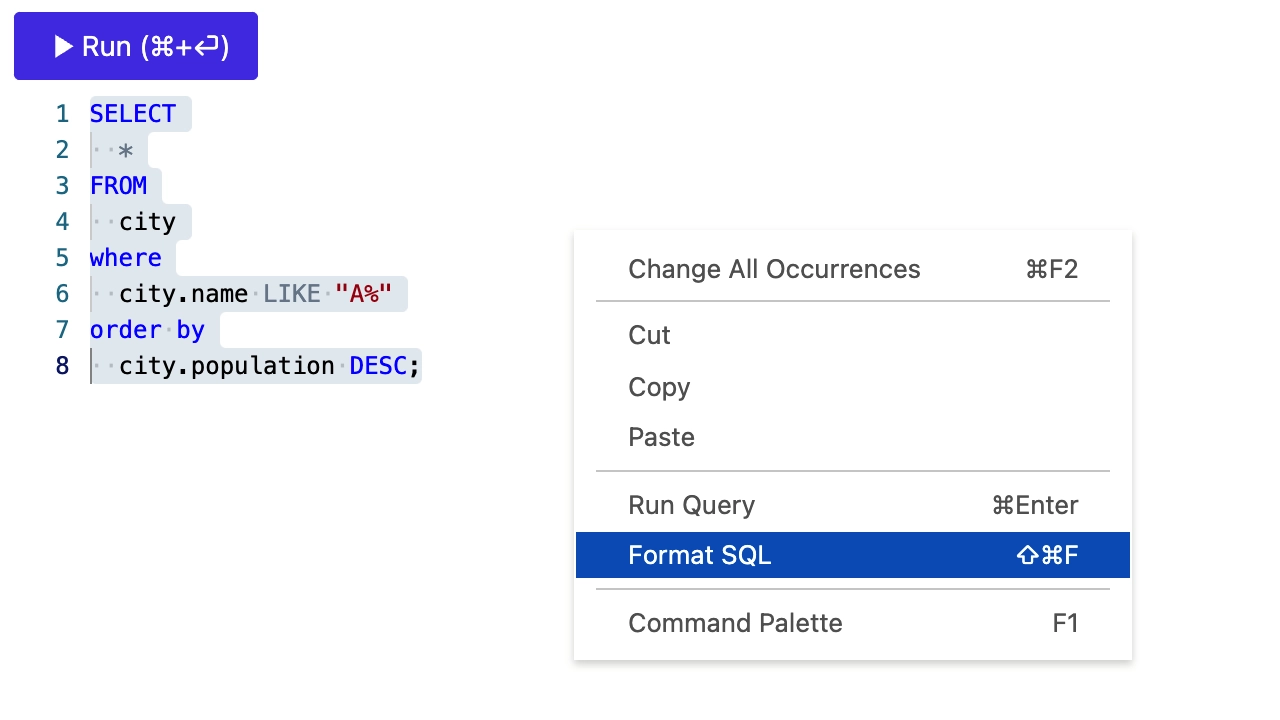 ▶ Run (⌘+⏎)
1 SELECT
2 *
3 FROM
4 city
5 where
6 city.name LIKE "A%"
7 order by
8 city.population DESC;
Change All Occurrences ⌘F2
Cut
Copy
Paste
Run Query ⌘Enter
Format SQL ⇧⌘F
Command Palette F1